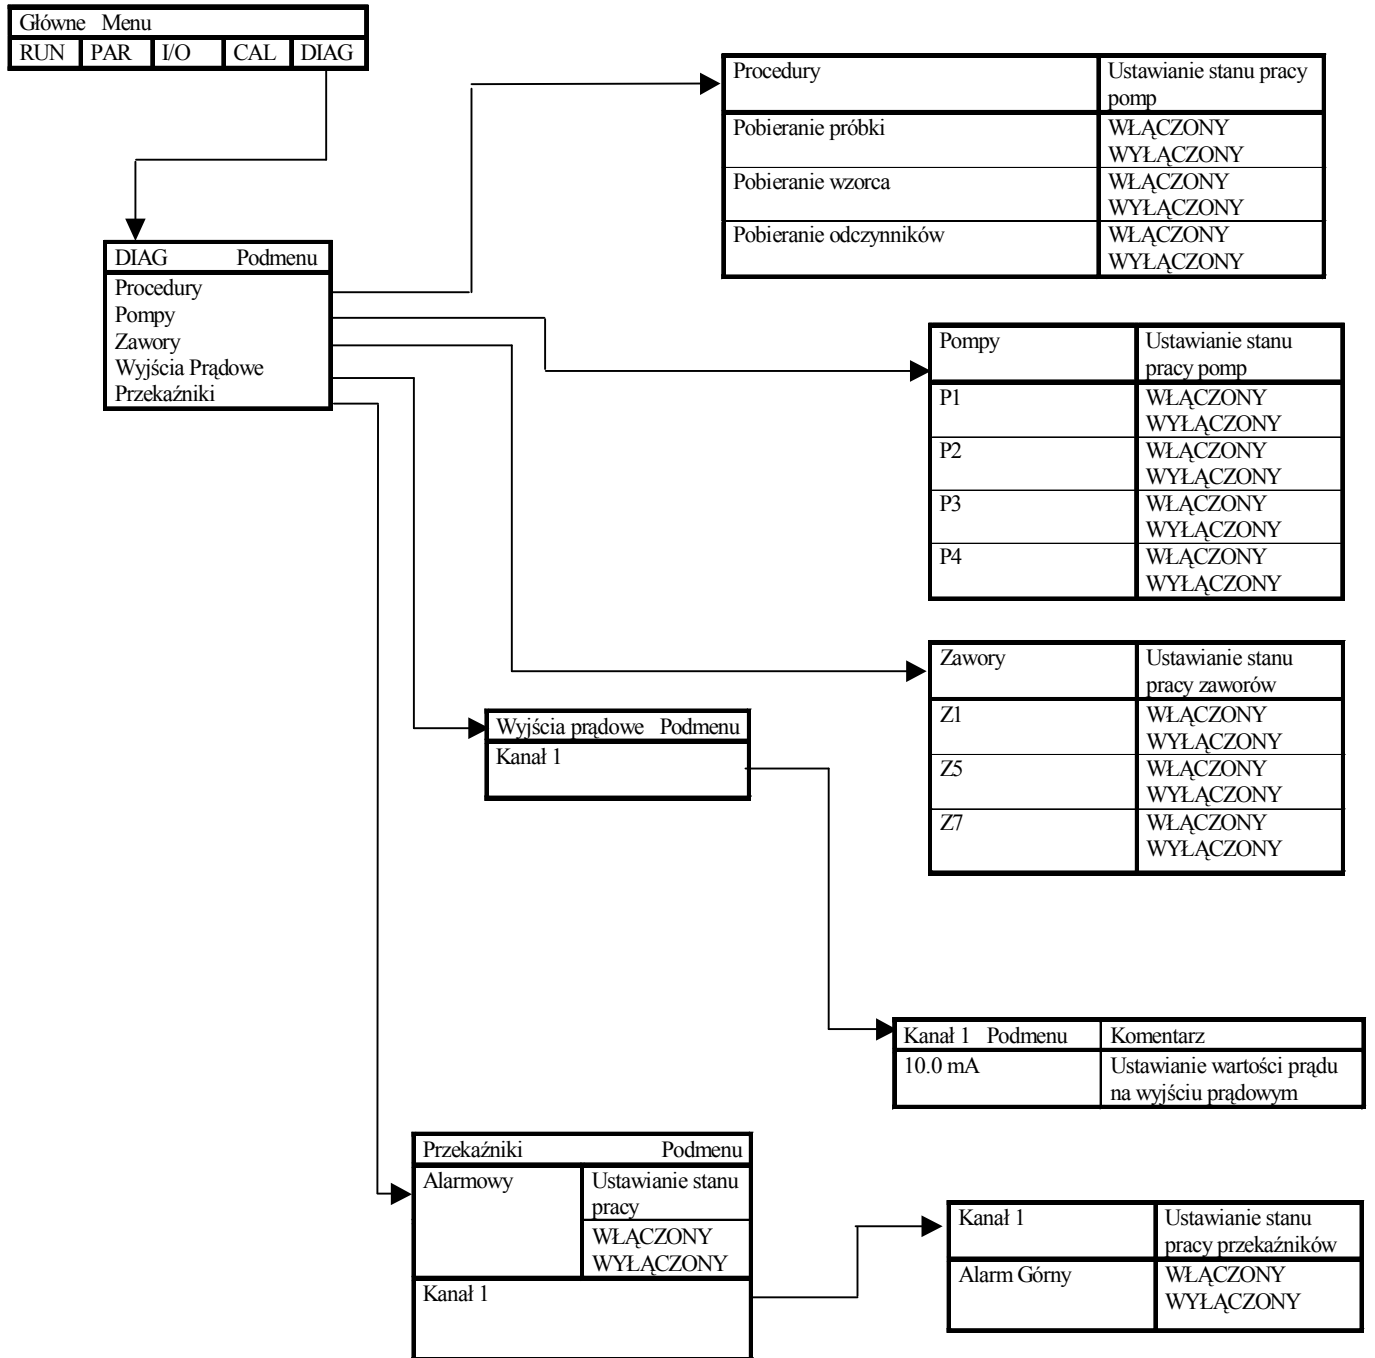 Główne Menu
RUN PAR I/O CAL DIAG
Procedury Ustawianie stanu pracy
pomp
Pobieranie próbki WŁĄCZONY
WYŁĄCZONY
Pobieranie wzorca WŁĄCZONY
WYŁĄCZONY
Pobieranie odczynników WŁĄCZONY
WYŁĄCZONY
DIAG Podmenu
Procedury
Pompy
Zawory
Wyjścia Prądowe
Przekaźniki
Pompy Ustawianie stanu
pracy pomp
P1 WŁĄCZONY
WYŁĄCZONY
P2 WŁĄCZONY
WYŁĄCZONY
P3 WŁĄCZONY
WYŁĄCZONY
P4 WŁĄCZONY
WYŁĄCZONY
Zawory Ustawianie stanu
pracy zaworów
Z1 WŁĄCZONY
WYŁĄCZONY
Z5 WŁĄCZONY
WYŁĄCZONY
Z7 WŁĄCZONY
WYŁĄCZONY
Wyjścia prądowe Podmenu
Kanał 1
Kanał 1 Podmenu Komentarz
10.0 mA Ustawianie wartości prądu
na wyjściu prądowym
Przekaźniki Podmenu
Alarmowy Ustawianie stanu
pracy
WŁĄCZONY
WYŁĄCZONY
Kanał 1
Kanał 1 Ustawianie stanu
pracy przekaźników
Alarm Górny WŁĄCZONY
WYŁĄCZONY